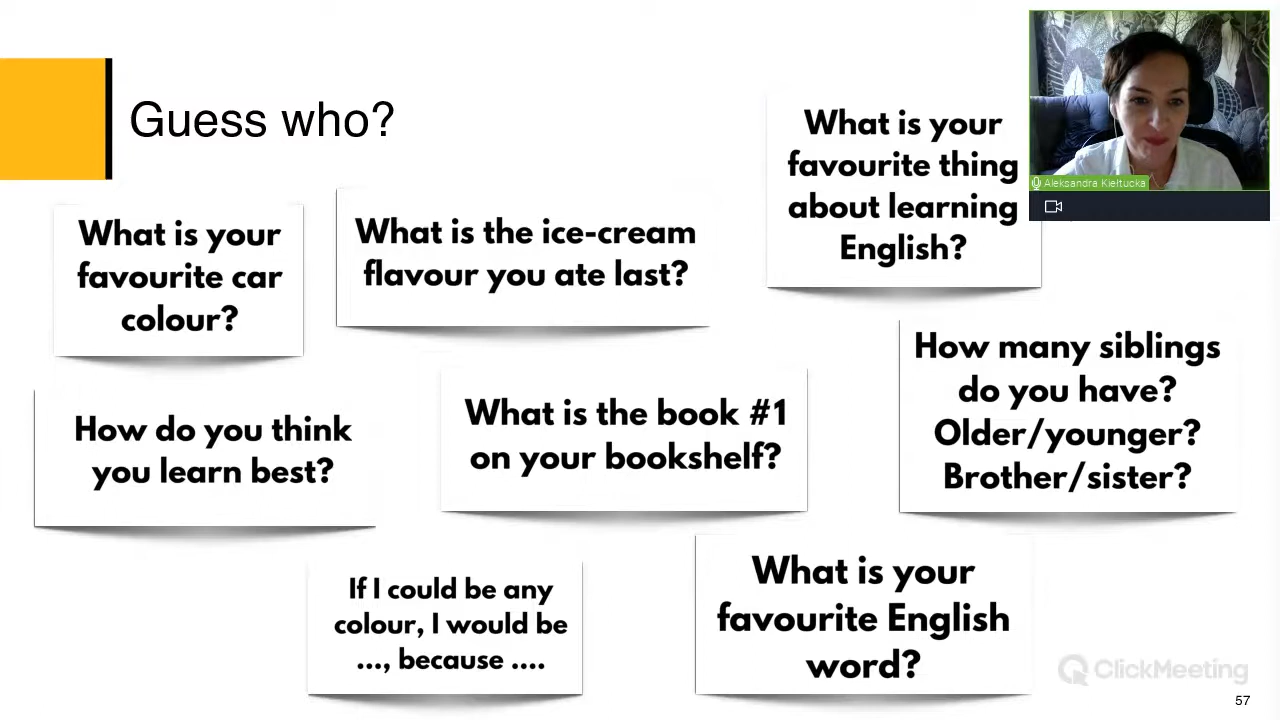 Guess who?
What is your
favourite thing
about learning
English?
Aleksandra Kieltucka
What is your
favourite car
colour?
What is the ice-cream
flavour you ate last?
How many siblings
do you have?
Older/younger?
Brother/sister?
How do you think
you learn best?
What is the book #1
on your bookshelf?
If I could be any
colour, I would be
..., because ....
What is your
favourite English
word?
ClickMeeting
57